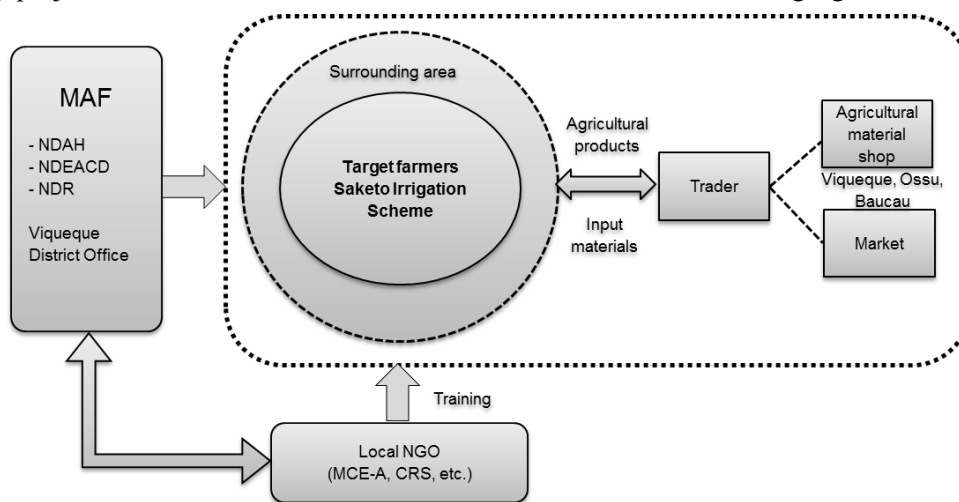 MAF
- NDAH
- NDEACD
- NDR
Viqueque
District Office
Surrounding area
Target farmers
Saketo Irrigation
Scheme
Agricultural
products
Input
materials
Trader
Agricultural
material
shop
Viqueque, Ossu,
Baucau
Market
Training
Local NGO
(MCE-A, CRS, etc.)